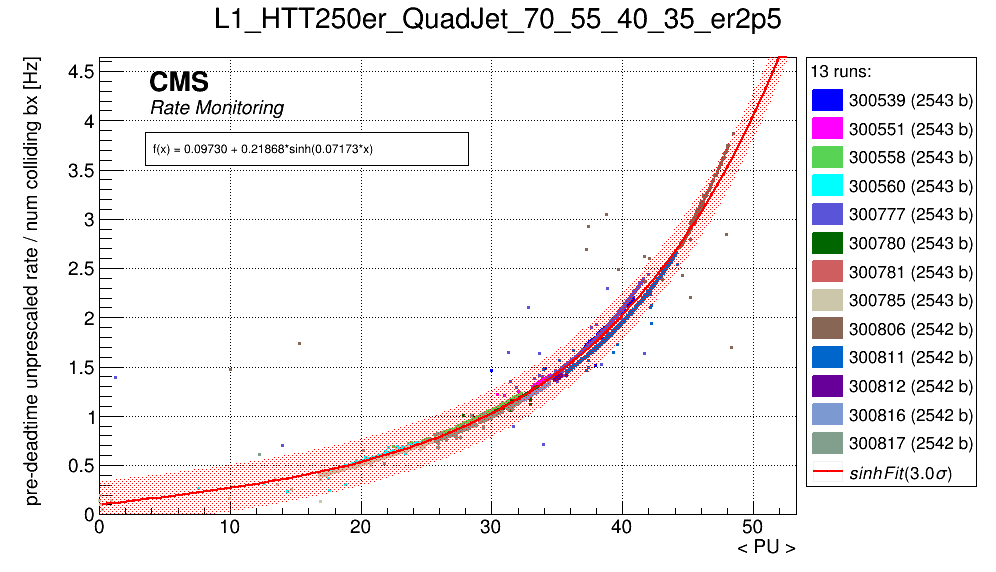 L1_HTT250er_QuadJet_70_55_40_35_er2p5
pre-deadtime unprescaled rate / num colliding bx [Hz]
CMS
Rate Monitoring
f(x) = 0.09730 + 0.21868*sinh(0.07173*x)
4.5
4
3.5
3
2.5
2
1.5
1
0.5
0
0
10
20
30
40
50
< PU >
13 runs:
300539 (2543 b)
300551 (2543 b)
300558 (2543 b)
300560 (2543 b)
300777 (2543 b)
300780 (2543 b)
300781 (2543 b)
300785 (2543 b)
300806 (2542 b)
300811 (2542 b)
300812 (2542 b)
300816 (2542 b)
300817 (2542 b)
sinhFit(3.0σ)